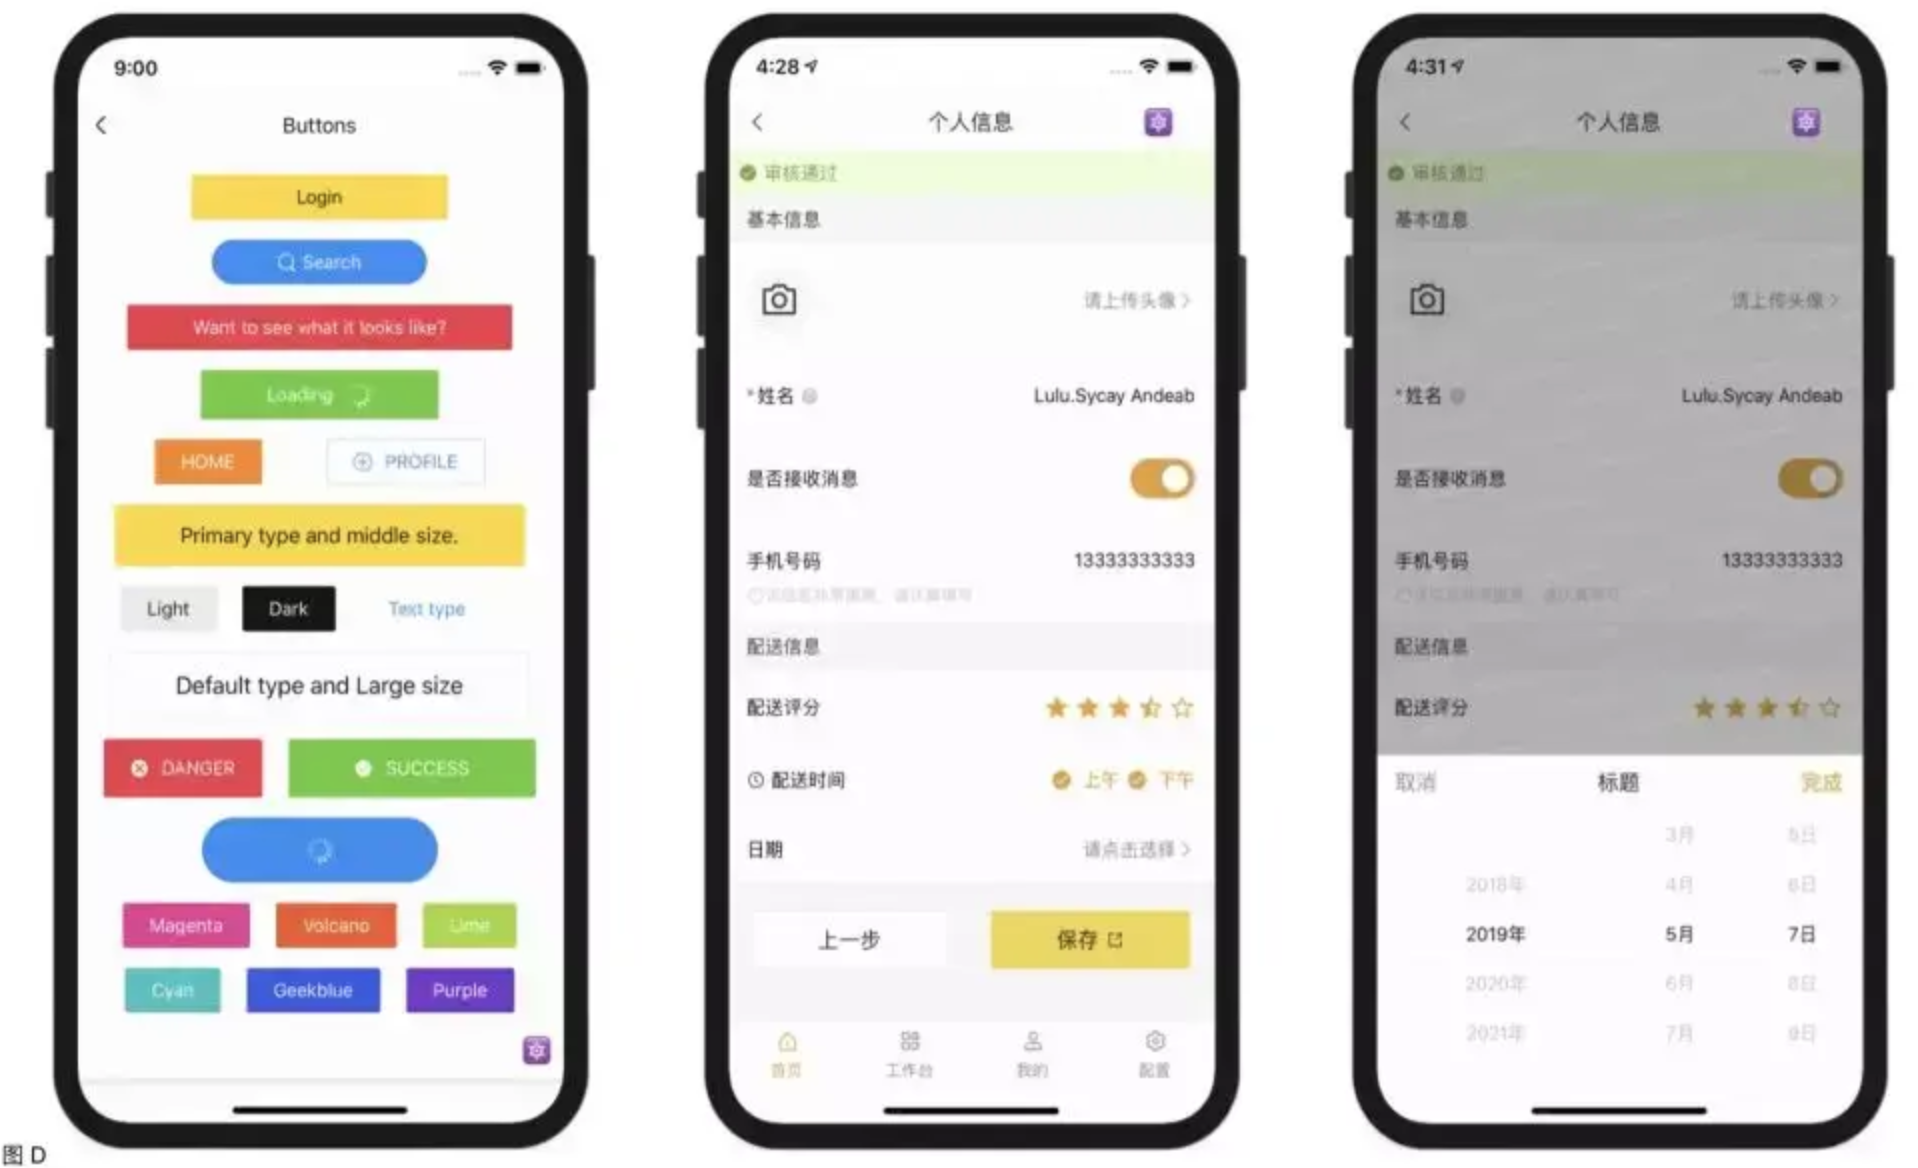 9:00
Buttons
Login
Search
Want to see what it looks like?
Loading
HOME
PROFILE
Primary type and middle size.
Light
Dark
Text type
Default type and Large size
DANGER
SUCCESS
Magenta
Volcano
Lime
Cyan
Geekblue
Purple
4:28
个人信息
审核通过
基本信息
请上传头像
*姓名
Lulu.Sycay Andeab
是否接收消息
手机号码
13333333333
配送信息
配送评分
配送时间
上午
下午
日期
请点击选择
上一步
保存
首页
工作台
我的
配置
4:31
个人信息
审核通过
基本信息
请上传头像
*姓名
Lulu.Sycay Andeab
是否接收消息
手机号码
13333333333
配送信息
配送评分
取消
标题
完成
3月 5日
2018年 4月 6日
2019年 5月 7日
2020年 6月 8日
2021年 7月 9日
图 D